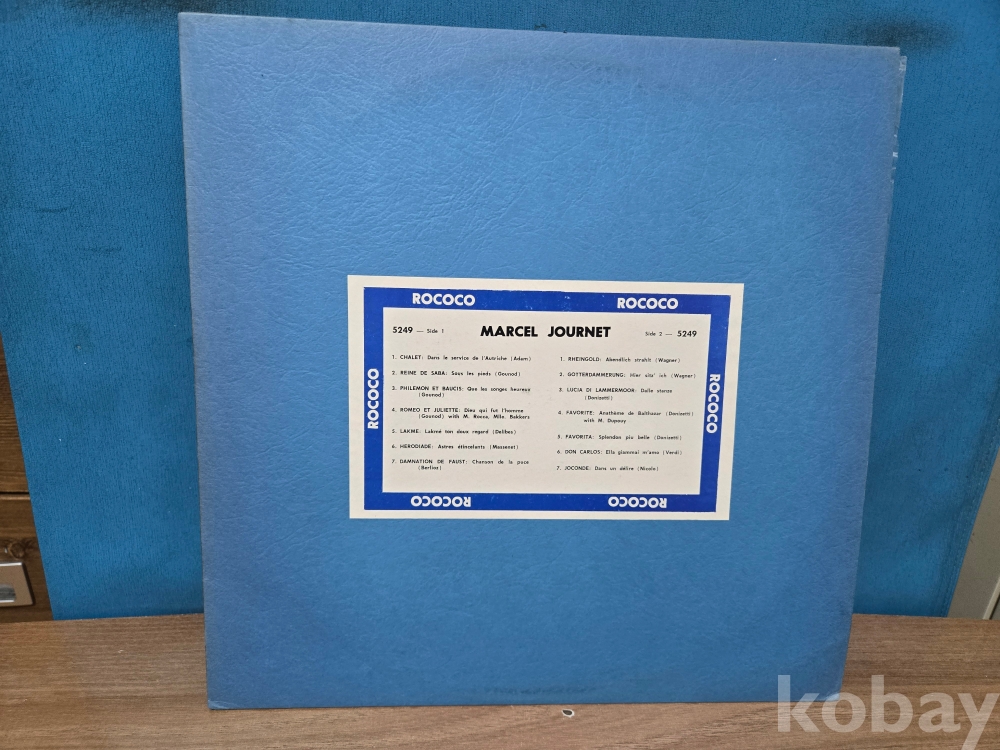 ROCOCO ROCOCO
5249 — Side 1 MARCEL JOURNET Side 2 — 5249
1. CHALET: Dans le service de l'Autriche (Adam)
2. REINE DE SABA: Sous les pieds (Gounod)
3. PHILEMON ET BAUCIS: Que les songes heureux
(Gounod)
4. ROMEO ET JULIETTE: Dieu qui fut l'homme
(Gounod) with M. Rocca, Mlle. Bakkers
5. LAKME: Lakmé ton doux regard (Delibes)
6. HERODIADE: Astres étincelants (Massenet)
7. DAMNATION DE FAUST: Chanson de la puce
(Berlioz)
1. RHEINGOLD: Abendlich strahlt (Wagner)
2. GOTTERDAMMERUNG: Hier sitz' ich (Wagner)
3. LUCIA DI LAMMERMOOR: Dalle stanze
(Donizetti)
4. FAVORITE: Anathème de Balthazar (Donizetti)
with M. Dupouy
5. FAVORITA: Splendon piu belle (Donizetti)
6. DON CARLOS: Ella giammai m'amo (Verdi)
7. JOCONDE: Dans un délire (Nicolo)
ROCOCO
ROCOCO
ROCOCO ROCOCO
kobay